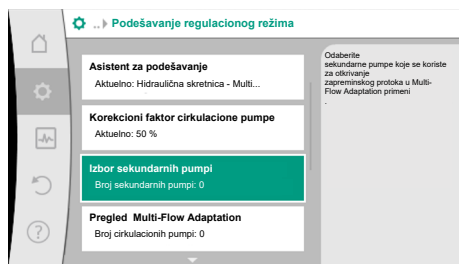 ..▸ Podešavanje regulacionog režima
Asistent za podešavanje
Aktuelno: Hidraulična skretnica - Multi...
Korekcioni faktor cirkulacione pumpe
Aktuelno: 50 %
Izbor sekundarnih pumpi
Broj sekundarnih pumpi: 0
Pregled Multi-Flow Adaptation
Broj cirkulacionih pumpi: 0
Odaberite
sekundarne pumpe koje se koriste
za otkrivanje
zapreminskog protoka u Multi-
Flow Adaptation primeni
.